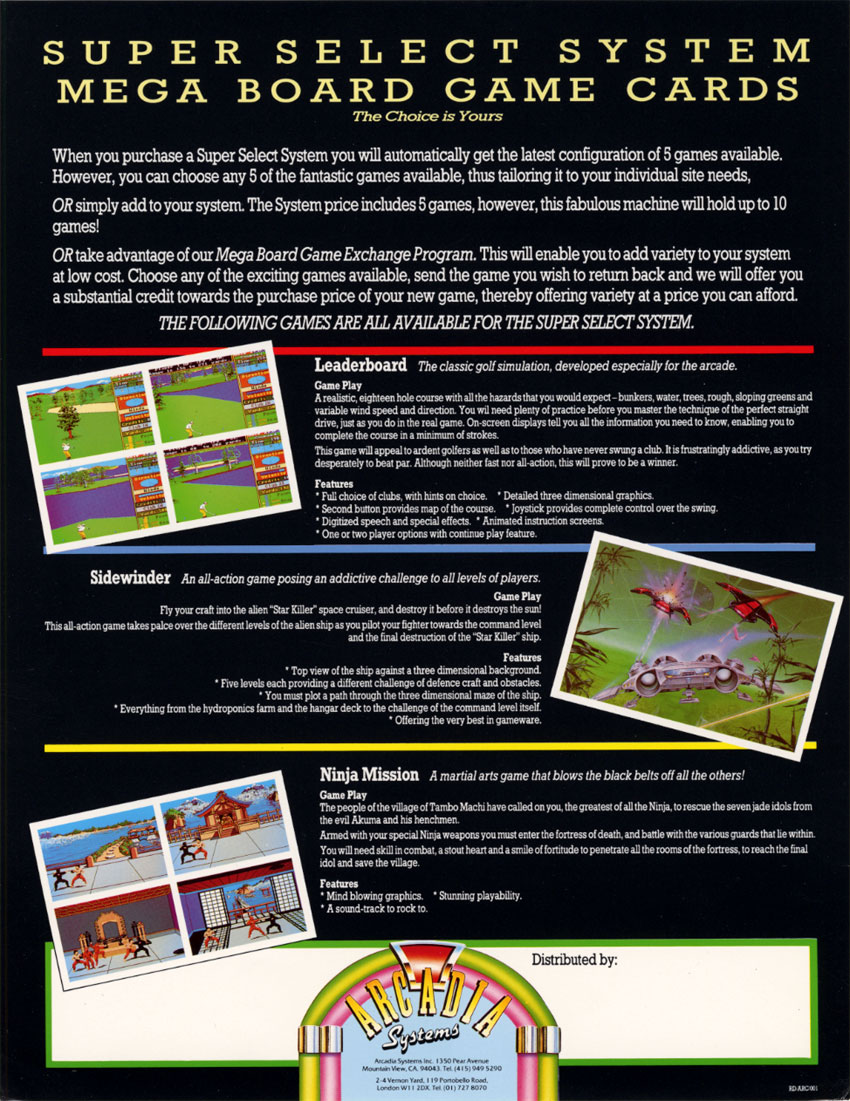 SUPER SELECT SYSTEM
MEGA BOARD GAME CARDS
The Choice is Yours
When you purchase a Super Select System you will automatically get the latest configuration of 5 games available.
However, you can choose any 5 of the fantastic games available, thus tailoring it to your individual site needs,
OR simply add to your system. The System price includes 5 games, however, this fabulous machine will hold up to 10
games!
OR take advantage of our Mega Board Game Exchange Program. This will enable you to add variety to your system
at low cost. Choose any of the exciting games available, send the game you wish to return back and we will offer you
a substantial credit towards the purchase price of your new game, thereby offering variety at a price you can afford.
THE FOLLOWING GAMES ARE ALL AVAILABLE FOR THE SUPER SELECT SYSTEM.
Leaderboard The classic golf simulation, developed especially for the arcade.
Game Play
A realistic, eighteen hole course with all the hazards that you would expect – bunkers, water, trees, rough, sloping greens and
variable wind speed and direction. You wil need plenty of practice before you master the technique of the perfect straight
drive, just as you do in the real game. On-screen displays tell you all the information you need to know, enabling you to
complete the course in a minimum of strokes.
This game will appeal to ardent golfers as well as to those who have never swung a club. It is frustratingly addictive, as you try
desperately to beat par. Although neither fast nor all-action, this will prove to be a winner.
Features
* Full choice of clubs, with hints on choice. * Detailed three dimensional graphics.
* Second button provides map of the course. * Joystick provides complete control over the swing.
* Digitized speech and special effects. * Animated instruction screens.
* One or two player options with continue play feature.
Sidewinder An all-action game posing an addictive challenge to all levels of players.
Game Play
Fly your craft into the alien "Star Killer" space cruiser, and destroy it before it destroys the sun!
This all-action game takes palce over the different levels of the alien ship as you pilot your fighter towards the command level
and the final destruction of the "Star Killer" ship.
Features
* Top view of the ship against a three dimensional background.
* Five levels each providing a different challenge of defence craft and obstacles.
* You must plot a path through the three dimensional maze of the ship.
* Everything from the hydroponics farm and the hangar deck to the challenge of the command level itself.
* Offering the very best in gameware.
Ninja Mission A martial arts game that blows the black belts off all the others!
Game Play
The people of the village of Tambo Machi have called on you, the greatest of all the Ninja, to rescue the seven jade idols from
the evil Akuma and his henchmen.
Armed with your special Ninja weapons you must enter the fortress of death, and battle with the various guards that lie within.
You will need skill in combat, a stout heart and a smile of fortitude to penetrate all the rooms of the fortress, to reach the final
idol and save the village.
Features
* Mind blowing graphics. * Stunning playability.
* A sound-track to rock to.
Distributed by:
ARCADIA
Systems
Arcadia Systems Inc. 1350 Pear Avenue
Mountain View, CA. 94043. Tel. (415) 949 5290
2-4 Vernon Yard, 119 Portobello Road,
London W11 2DX. Tel. (01) 727 8070